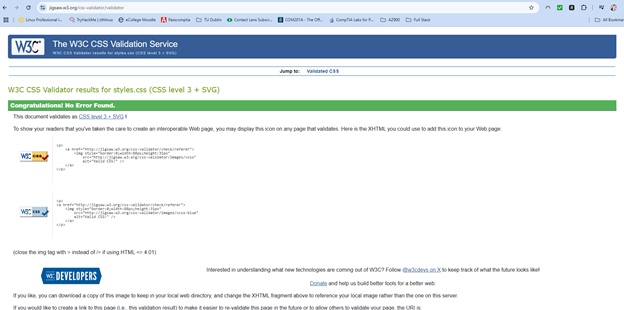 jigsaw.w3.org/css-validator/validator
Linux Professional I... TryHackMe | zthilous eCollege Moodle Passcomptia TU Dublin Contact Lens Subsc... COM201A - The Off... CompTIA Labs for P... AZ900 Full Stack All Bookmar
W3C The W3C CSS Validation Service
W3C CSS Validator results for styles.css (CSS level 3 + SVG)
Jump to: Validated CSS
W3C CSS Validator results for styles.css (CSS level 3 + SVG)
Congratulations! No Error Found.
This document validates as CSS level 3 + SVG !
To show your readers that you've taken the care to create an interoperable Web page, you may display this icon on any page that validates. Here is the XHTML you could use to add this icon to your Web page:
W3C css
<p>
<a href="http://jigsaw.w3.org/css-validator/check/referer">
<img style="border:0;width:88px;height:31px"
src="http://jigsaw.w3.org/css-validator/images/vcss"
alt="Valid CSS!" />
</a>
</p>
W3C css
<p>
<a href="http://jigsaw.w3.org/css-validator/check/referer">
<img style="border:0;width:88px;height:31px"
src="http://jigsaw.w3.org/css-validator/images/vcss-blue"
alt="Valid CSS!" />
</a>
</p>
(close the img tag with > instead of /> if using HTML <= 4.01)
W3C DEVELOPERS
Interested in understanding what new technologies are coming out of W3C? Follow @w3cdevs on X to keep track of what the future looks like!
Donate and help us build better tools for a better web.
If you like, you can download a copy of this image to keep in your local web directory, and change the XHTML fragment above to reference your local image rather than the one on this server.
If you would like to create a link to this page (i.e., this validation result) to make it easier to re-validate this page in the future or to allow others to validate your page, the URI is: